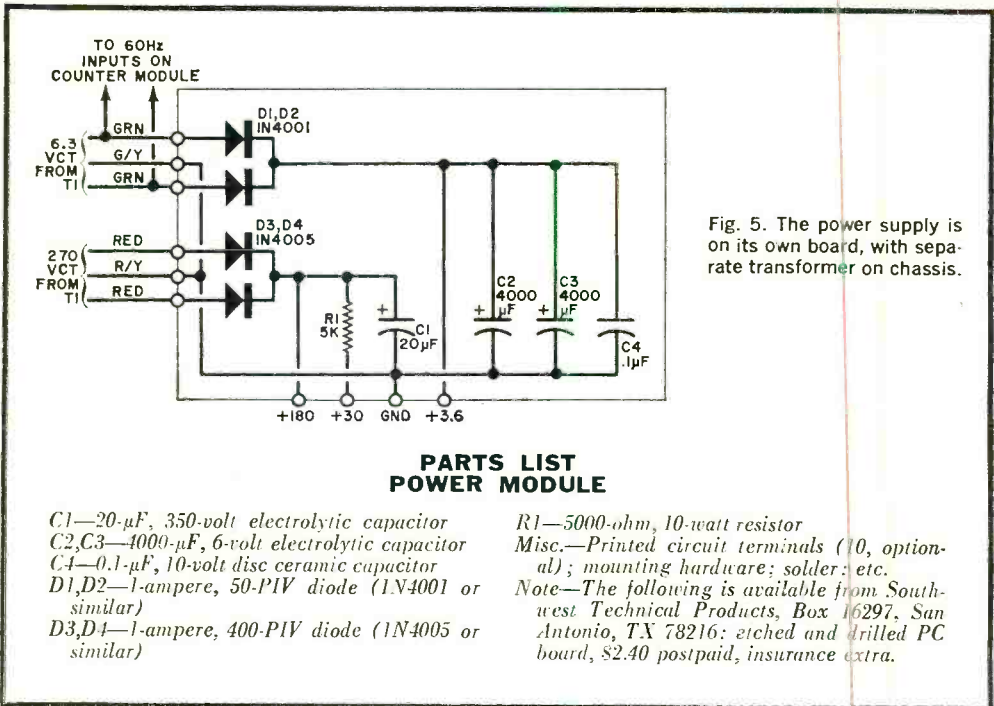 TO 60Hz
INPUTS ON
COUNTER MODULE
6.3
VCT
FROM
T1
GRN
G/Y
GRN
D1,D2
1N4001
270
VCT
FROM
T1
RED
R/Y
RED
D3,D4
1N4005
R1
5K
+
C1
20µF
C2
4000
+ µF
C3
4000
+ µF
C4
.1µF
+180 +30 GND +3.6
Fig. 5. The power supply is
on its own board, with sepa-
rate transformer on chassis.
PARTS LIST
POWER MODULE
C1—20-µF, 350-volt electrolytic capacitor
C2,C3—4000-µF, 6-volt electrolytic capacitor
C4—0.1-µF, 10-volt disc ceramic capacitor
D1,D2—1-ampere, 50-PIV diode (1N4001 or
similar)
D3,D4—1-ampere, 400-PIV diode (1N4005 or
similar)
R1—5000-ohm, 10-watt resistor
Misc.—Printed circuit terminals (10, option-
al); mounting hardware; solder; etc.
Note—The following is available from South-
west Technical Products, Box 16297, San
Antonio, TX 78216: etched and drilled PC
board, $2.40 postpaid, insurance extra.